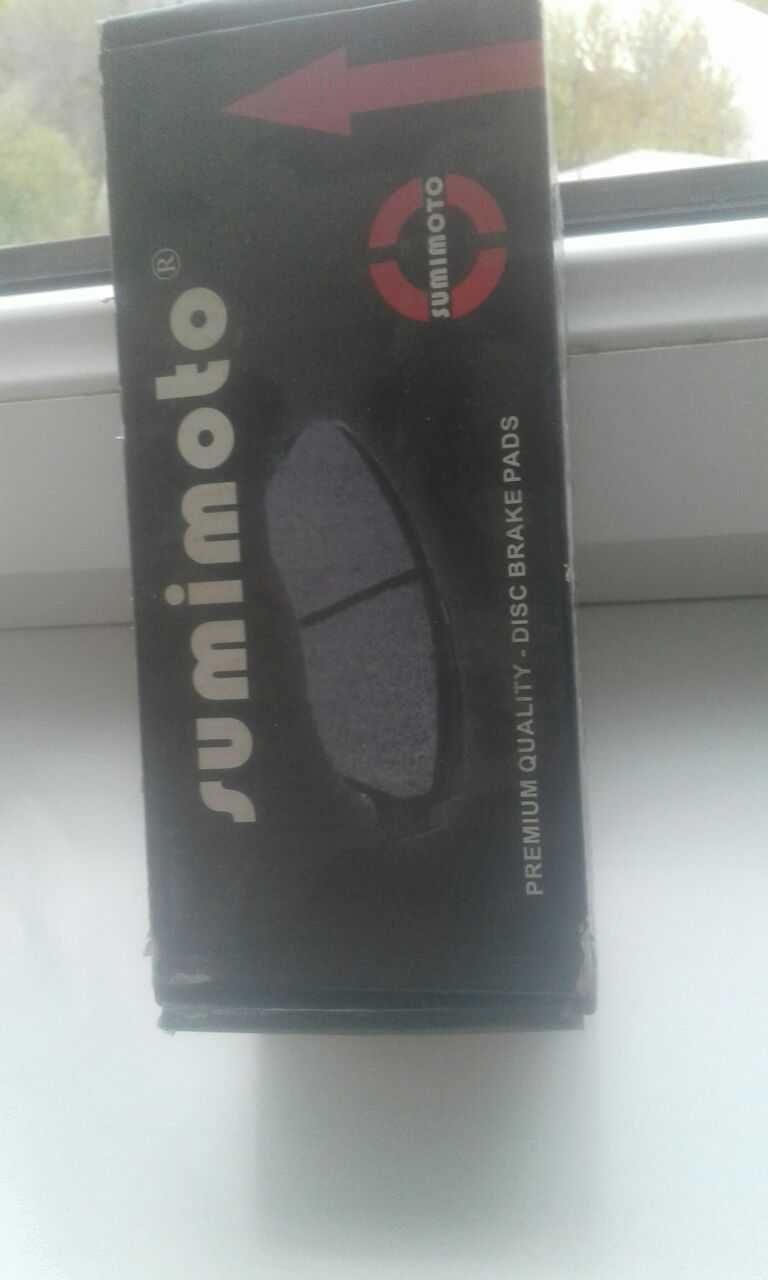 sumimoto®
SUMIMOTO
PREMIUM QUALITY - DISC BRAKE PADS